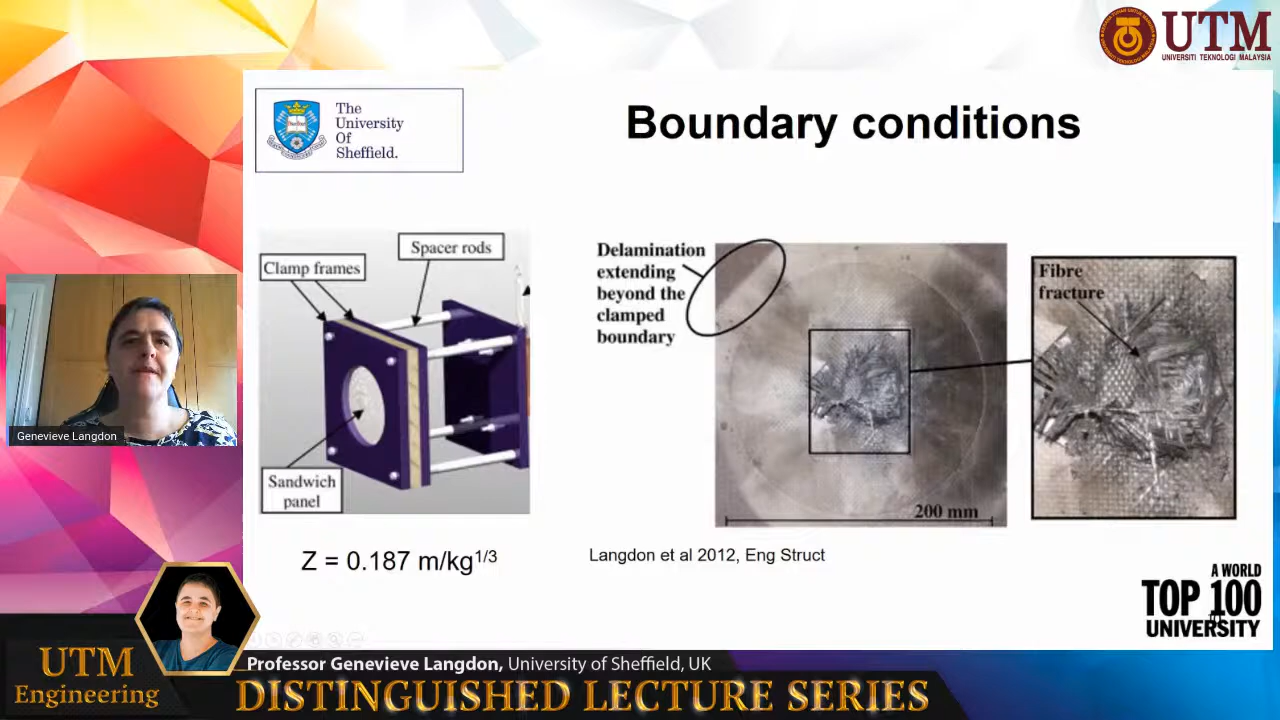 UTM
UNIVERSITI TEKNOLOGI MALAYSIA
The
University
Of
Sheffield.
Boundary conditions
Spacer rods
Clamp frames
Sandwich
panel
Z = 0.187 m/kg1/3
Delamination
extending
beyond the
clamped
boundary
Fibre
fracture
200 mm
Langdon et al 2012, Eng Struct
Genevieve Langdon
A WORLD
TOP 100
UNIVERSITY
UTM
Engineering
Professor Genevieve Langdon, University of Sheffield, UK
DISTINGUISHED LECTURE SERIES